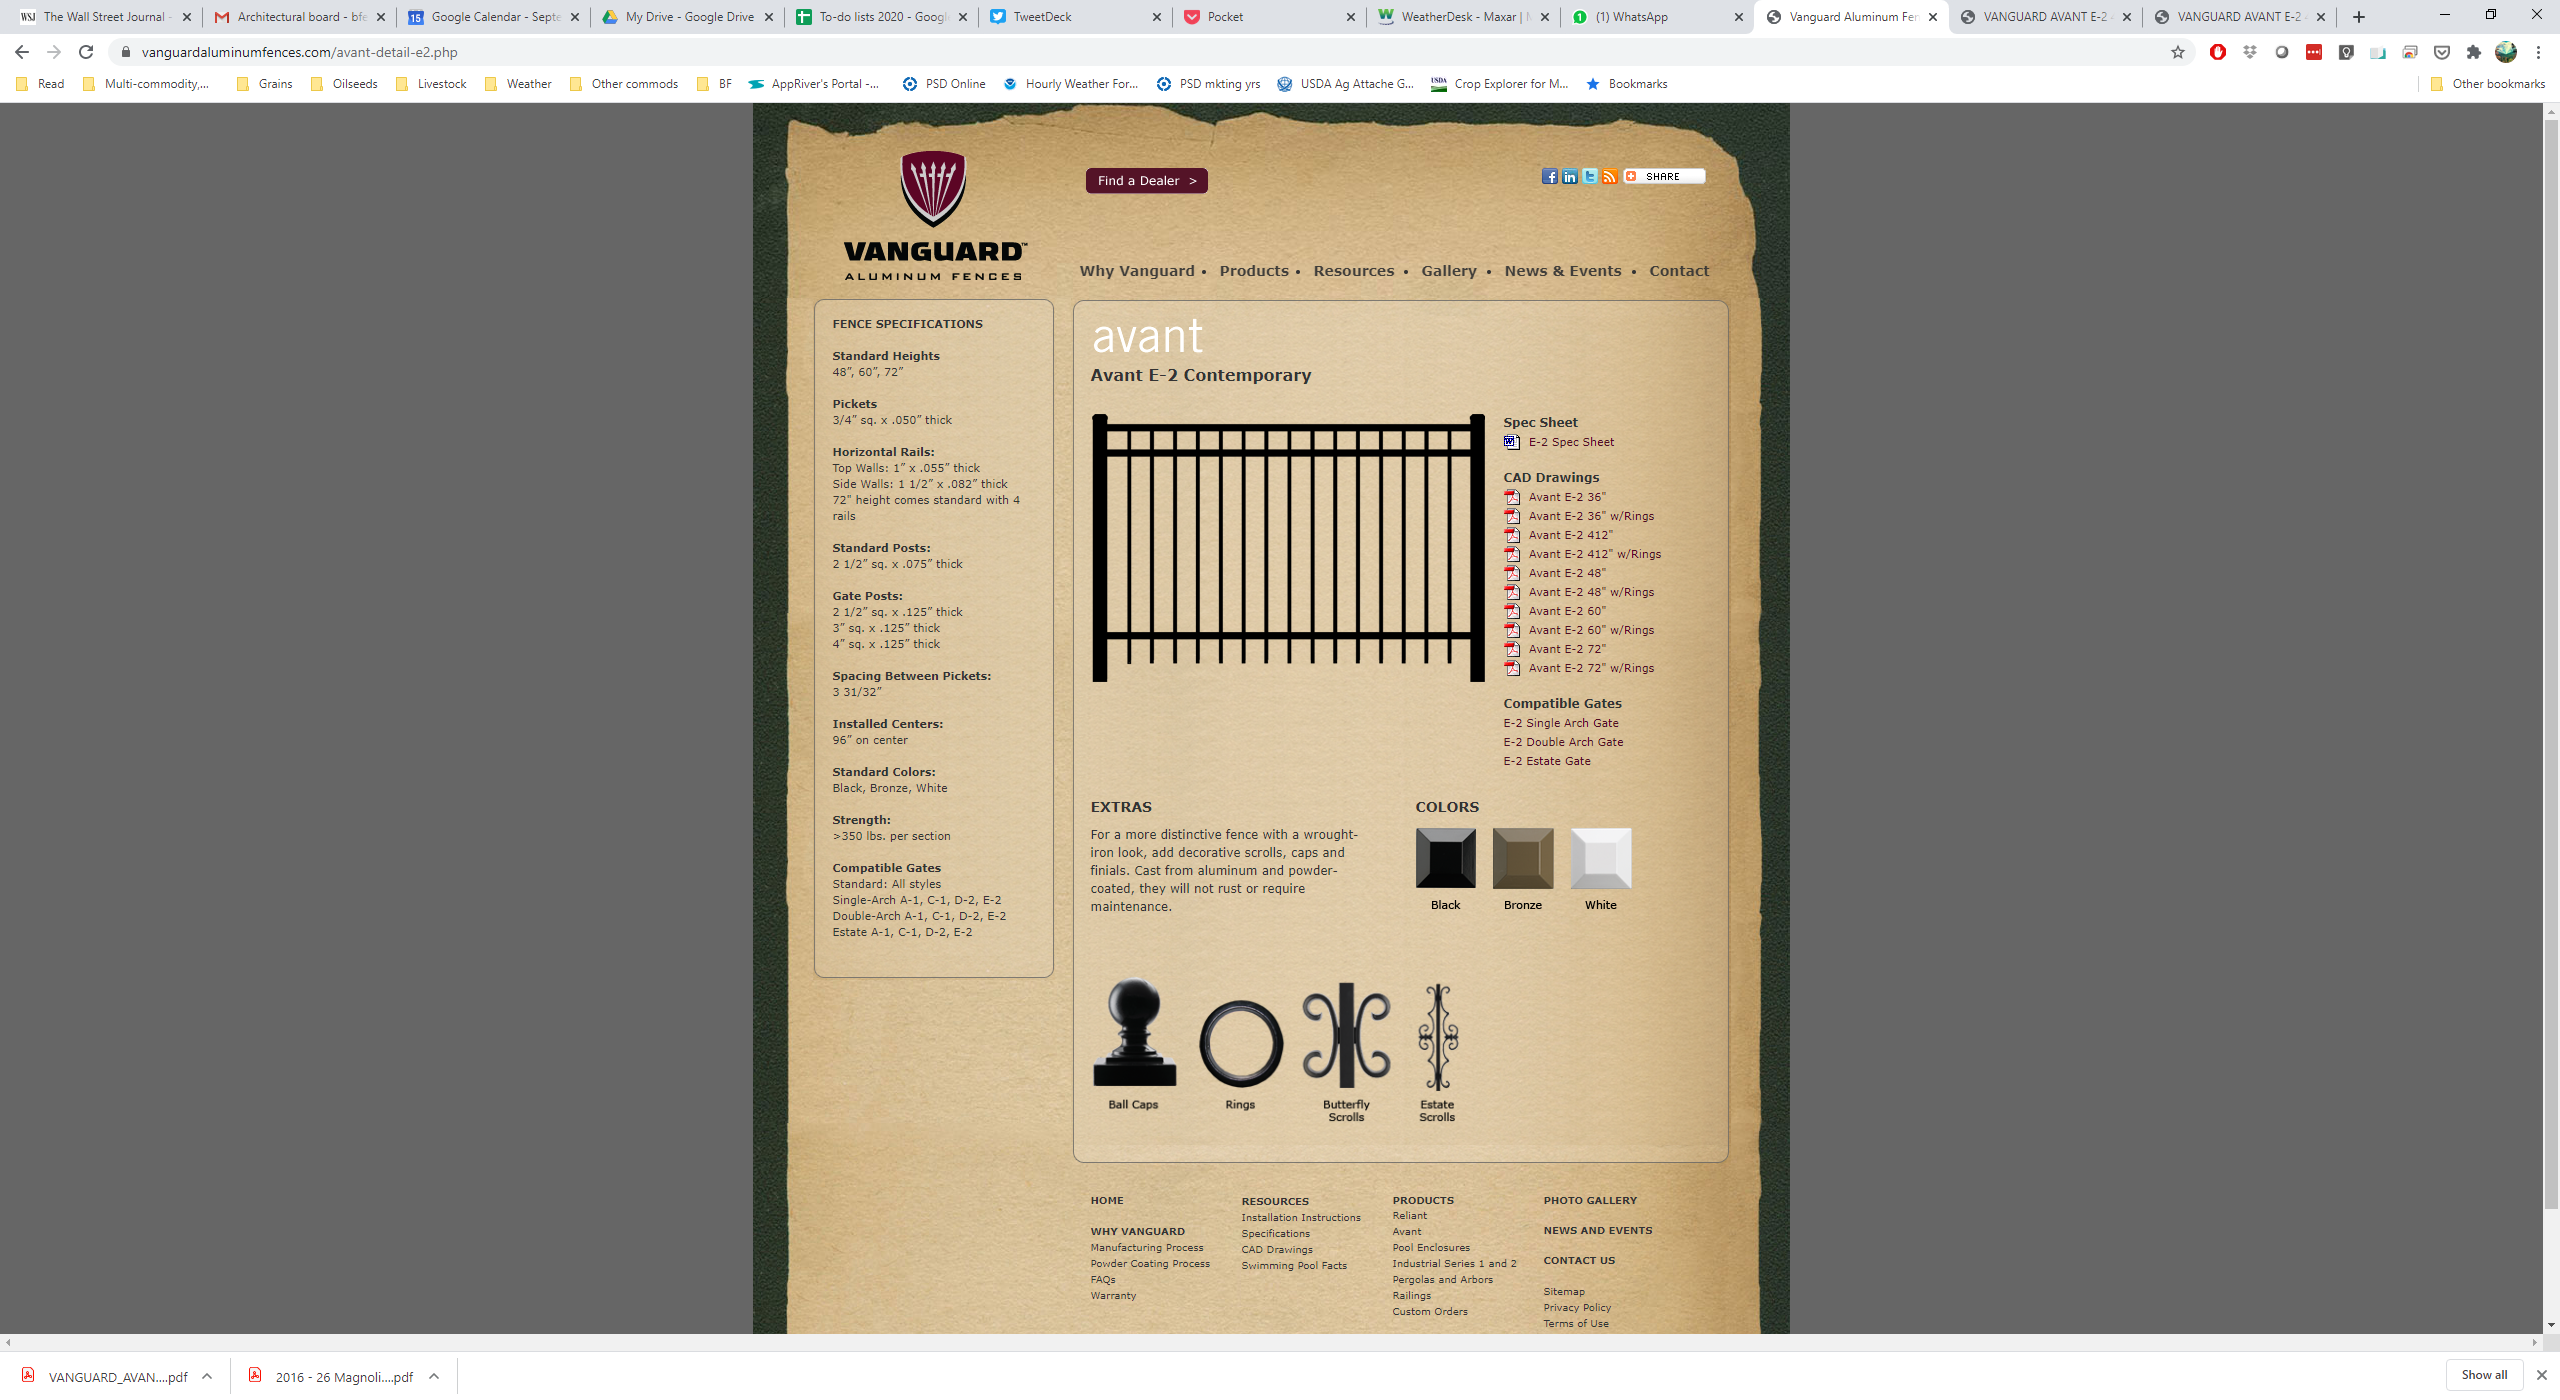 WSJ The Wall Street Journal -
Architectural board - bfe
15 Google Calendar - Septe
My Drive - Google Drive
To-do lists 2020 - Googl
TweetDeck
Pocket
WeatherDesk - Maxar | M
1 (1) WhatsApp
Vanguard Aluminum Fen
VANGUARD AVANT E-2
VANGUARD AVANT E-2
vanguardaluminumfences.com/avant-detail-e2.php
Read
Multi-commodity,...
Grains
Oilseeds
Livestock
Weather
Other commods
BF
AppRiver's Portal -...
PSD Online
Hourly Weather For...
PSD mkting yrs
USDA Ag Attache G...
USDA Crop Explorer for M...
Bookmarks
Other bookmarks
VANGUARD™
ALUMINUM FENCES
Find a Dealer >
SHARE
Why Vanguard • Products • Resources • Gallery • News & Events • Contact
FENCE SPECIFICATIONS
Standard Heights
48”, 60”, 72”
Pickets
3/4” sq. x .050” thick
Horizontal Rails:
Top Walls: 1” x .055” thick
Side Walls: 1 1/2” x .082” thick
72" height comes standard with 4
rails
Standard Posts:
2 1/2” sq. x .075” thick
Gate Posts:
2 1/2” sq. x .125” thick
3” sq. x .125” thick
4” sq. x .125” thick
Spacing Between Pickets:
3 31/32”
Installed Centers:
96” on center
Standard Colors:
Black, Bronze, White
Strength:
>350 lbs. per section
Compatible Gates
Standard: All styles
Single-Arch A-1, C-1, D-2, E-2
Double-Arch A-1, C-1, D-2, E-2
Estate A-1, C-1, D-2, E-2
avant
Avant E-2 Contemporary
Spec Sheet
E-2 Spec Sheet
CAD Drawings
Avant E-2 36"
Avant E-2 36" w/Rings
Avant E-2 412"
Avant E-2 412" w/Rings
Avant E-2 48"
Avant E-2 48" w/Rings
Avant E-2 60"
Avant E-2 60" w/Rings
Avant E-2 72"
Avant E-2 72" w/Rings
Compatible Gates
E-2 Single Arch Gate
E-2 Double Arch Gate
E-2 Estate Gate
EXTRAS
For a more distinctive fence with a wrought-
iron look, add decorative scrolls, caps and
finials. Cast from aluminum and powder-
coated, they will not rust or require
maintenance.
COLORS
Black
Bronze
White
Ball Caps
Rings
Butterfly
Scrolls
Estate
Scrolls
HOME
WHY VANGUARD
Manufacturing Process
Powder Coating Process
FAQs
Warranty
RESOURCES
Installation Instructions
Specifications
CAD Drawings
Swimming Pool Facts
PRODUCTS
Reliant
Avant
Pool Enclosures
Industrial Series 1 and 2
Pergolas and Arbors
Railings
Custom Orders
PHOTO GALLERY
NEWS AND EVENTS
CONTACT US
Sitemap
Privacy Policy
Terms of Use
VANGUARD_AVAN....pdf
2016 - 26 Magnoli....pdf
Show all